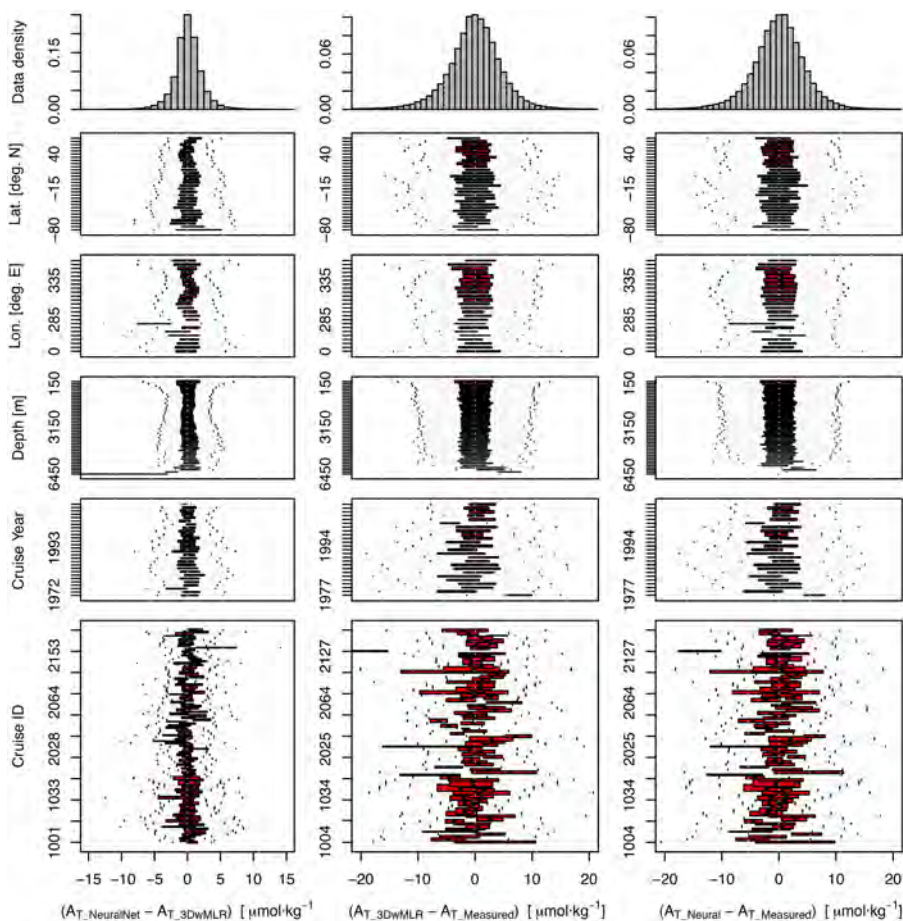 Data density
0.00 0.15
0.00 0.06
0.00 0.06
Lat. [deg. N]
−80 −15 40
−80 −15 40
−80 −15 40
Lon. [deg. E]
0 285 335
0 285 335
0 285 335
Depth [m]
6450 3150 150
6450 3150 150
6450 3150 150
Cruise Year
1972 1993
1977 1994
1977 1994
Cruise ID
1001 1033 2028 2064 2153
1004 1034 2025 2064 2127
1004 1034 2025 2064 2127
−15 −10 −5 0 5 10 15
−20 −10 0 10 20
−20 −10 0 10 20
(A_T_NeuralNet − A_T_3DwMLR) [ μmol·kg⁻¹]
(A_T_3DwMLR − A_T_Measured) [ μmol·kg⁻¹]
(A_T_Neural − A_T_Measured) [ μmol·kg⁻¹]